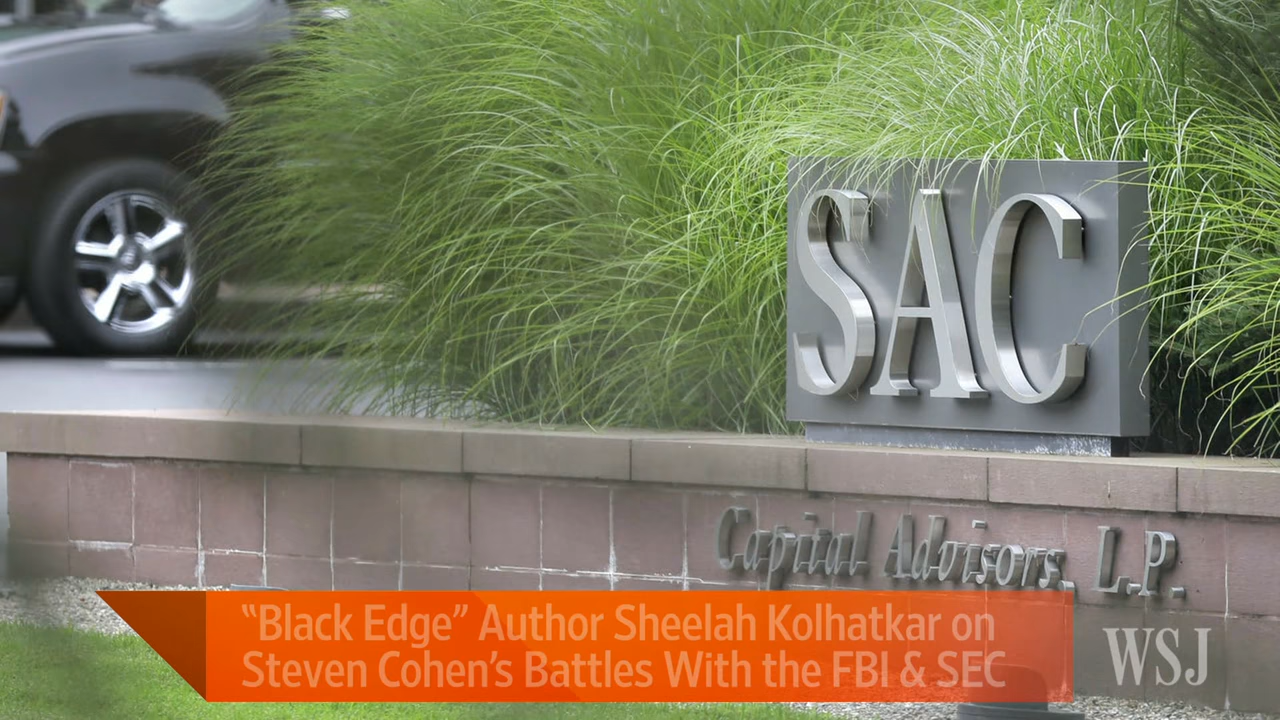 SAC
Capital Advisors, L.P.
“Black Edge” Author Sheelah Kolhatkar on
Steven Cohen’s Battles With the FBI & SEC
WSJ